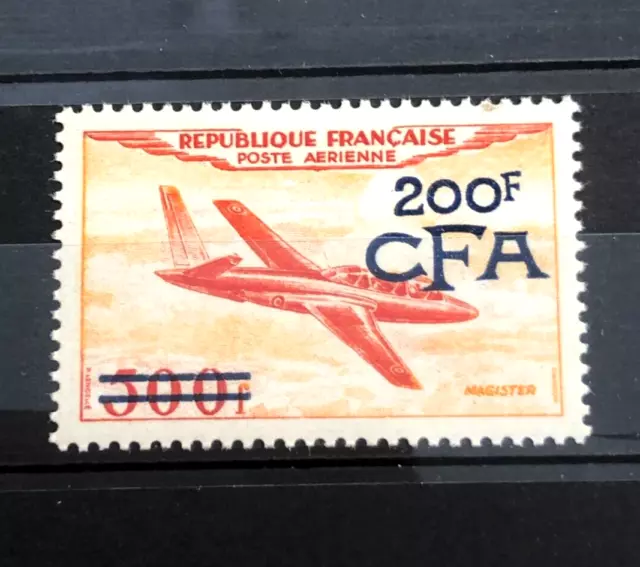 REPUBLIQUE FRANÇAISE
POSTE AERIENNE
200F
CFA
500f
MAGISTER